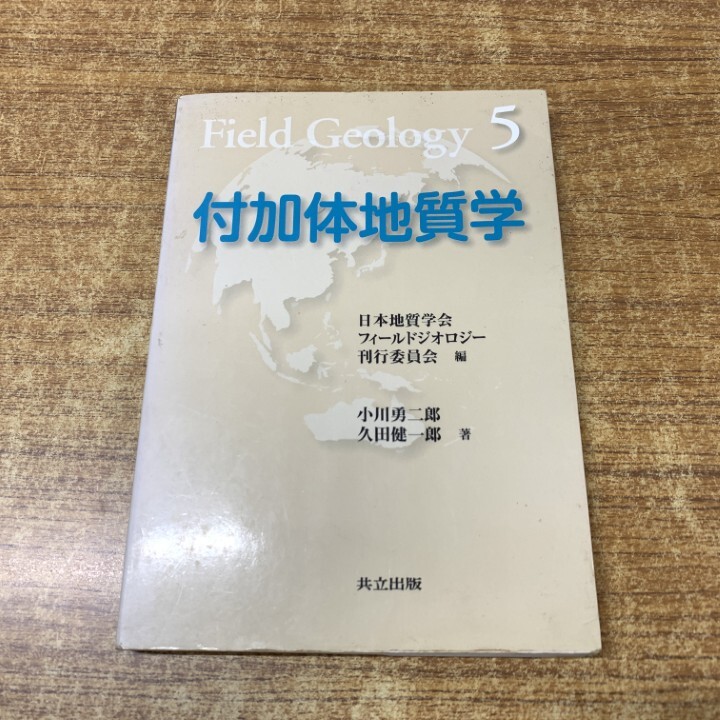 Field Geology 5
付加体地質学
日本地質学会
フィールドジオロジー
刊行委員会 編
小川勇二郎
久田健一郎 著
共立出版